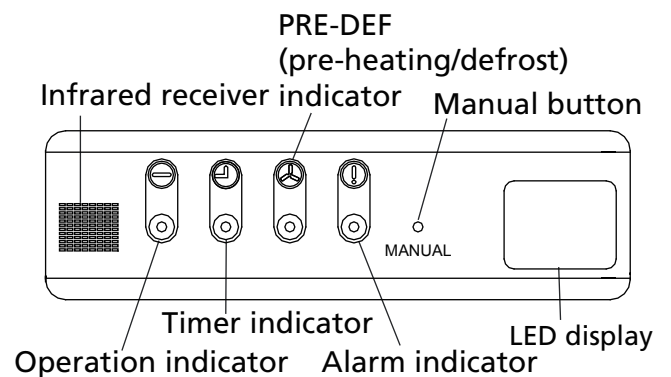 PRE-DEF
(pre-heating/defrost)
Infrared receiver indicator Manual button
MANUAL
Timer indicator
LED display
Operation indicator Alarm indicator